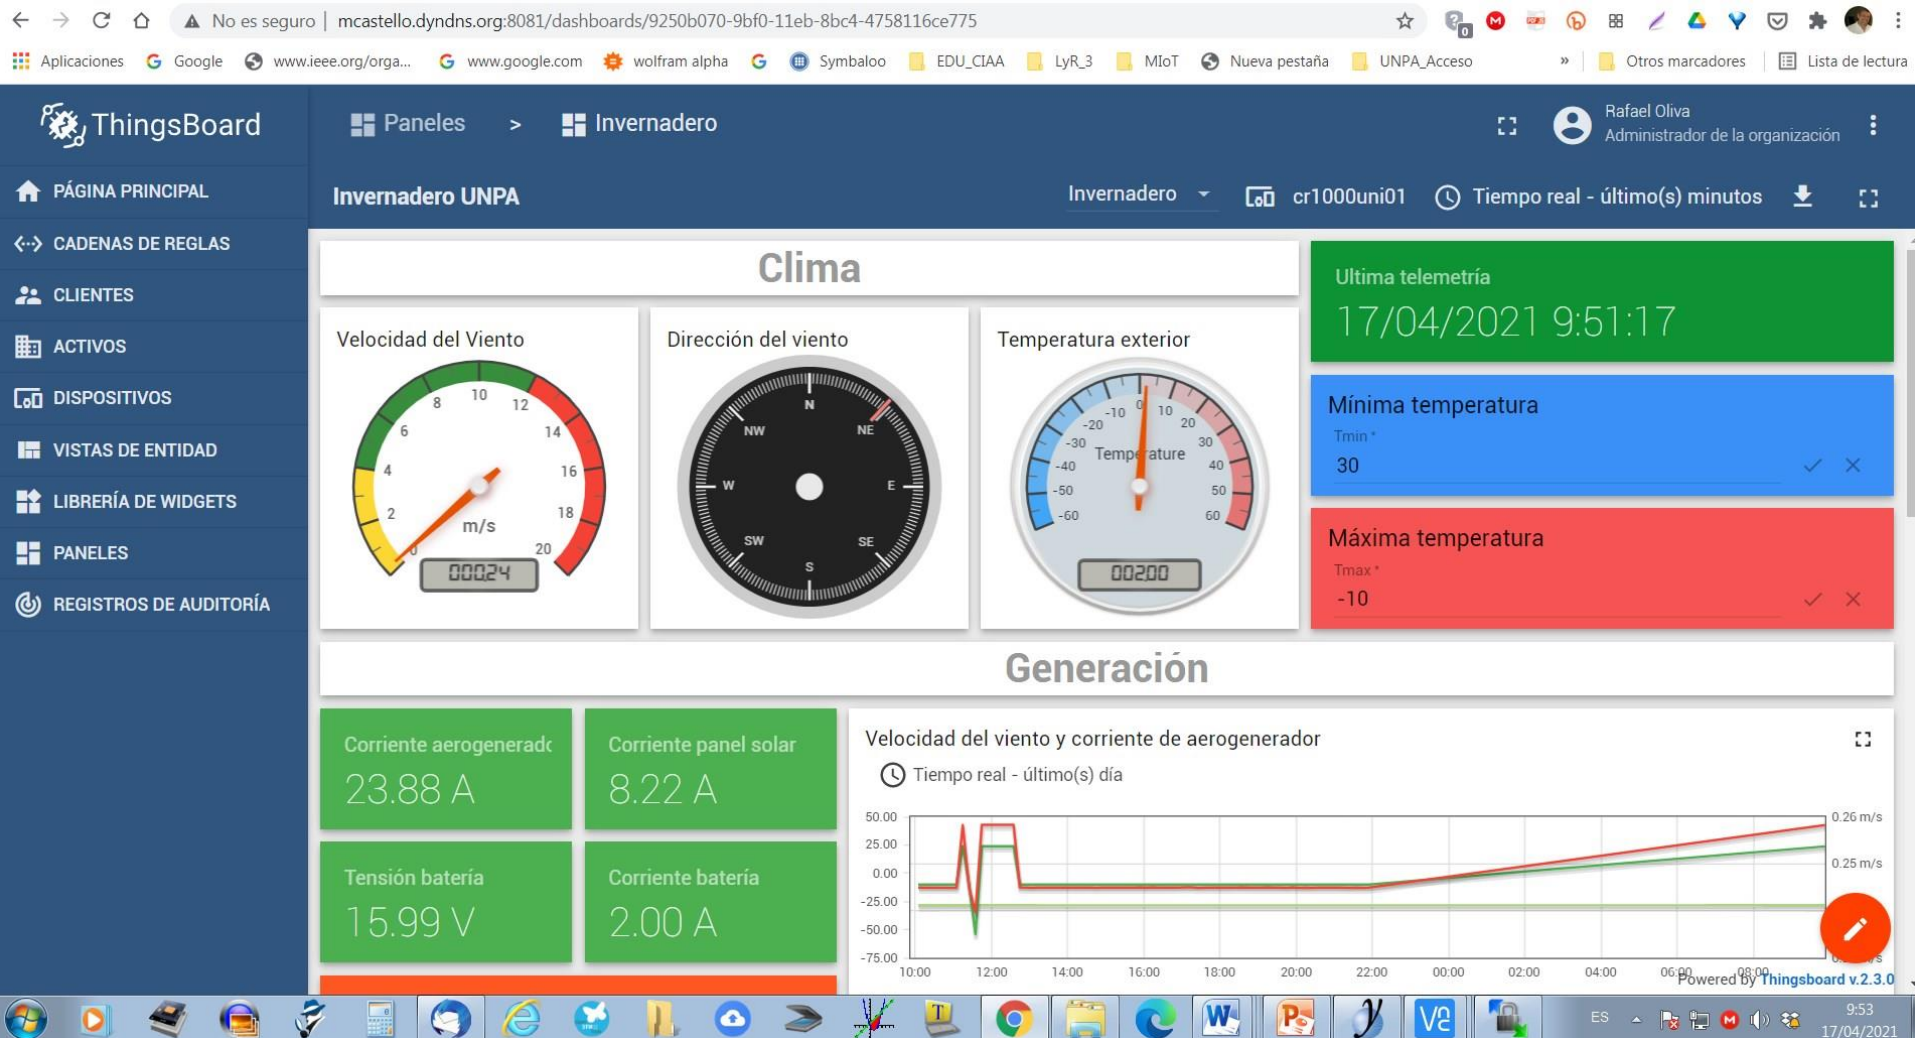 No es seguro | mcastello.dyndns.org:8081/dashboards/9250b070-9bf0-11eb-8bc4-4758116ce775
Aplicaciones Google www.ieee.org/orga... www.google.com wolfram alpha Symbaloo EDU_CIAA LyR_3 MIoT Nueva pestaña UNPA_Acceso » Otros marcadores Lista de lectura
ThingsBoard
Paneles > Invernadero
Rafael Oliva
Administrador de la organización
PÁGINA PRINCIPAL
CADENAS DE REGLAS
CLIENTES
ACTIVOS
DISPOSITIVOS
VISTAS DE ENTIDAD
LIBRERÍA DE WIDGETS
PANELES
REGISTROS DE AUDITORÍA
Invernadero UNPA
Invernadero cr1000uni01 Tiempo real - último(s) minutos
Clima
Velocidad del Viento
0 2 4 6 8 10 12 14 16 18 20
m/s
000.24
Dirección del viento
N NE E SE S SW W NW
Temperatura exterior
-60 -50 -40 -30 -20 -10 0 10 20 30 40 50 60
Temperature
002.00
Ultima telemetría
17/04/2021 9:51:17
Mínima temperatura
Tmin *
30
Máxima temperatura
Tmax *
-10
Generación
Corriente aerogenerado
23.88 A
Corriente panel solar
8.22 A
Tensión batería
15.99 V
Corriente batería
2.00 A
Velocidad del viento y corriente de aerogenerador
Tiempo real - último(s) día
50.00
25.00
0.00
-25.00
-50.00
-75.00
0.26 m/s
0.25 m/s
10:00 12:00 14:00 16:00 18:00 20:00 22:00 00:00 02:00 04:00 06:00 08:00
Powered by Thingsboard v.2.3.0
ES
9:53
17/04/2021